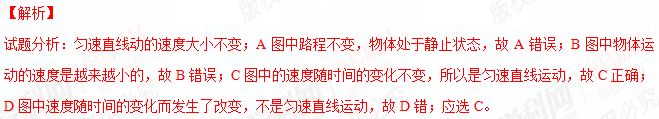 【解析】
试题分析：匀速直线动的速度大小不变；A 图中路程不变，物体处于静止状态，故 A 错误；B 图中物体运
动的速度是越来越小的，故 B 错误；C 图中的速度随时间的变化不变，所以是匀速直线运动，故 C 正确；
D 图中速度随时间的变化而发生了改变，不是匀速直线运动，故 D 错；应选 C。